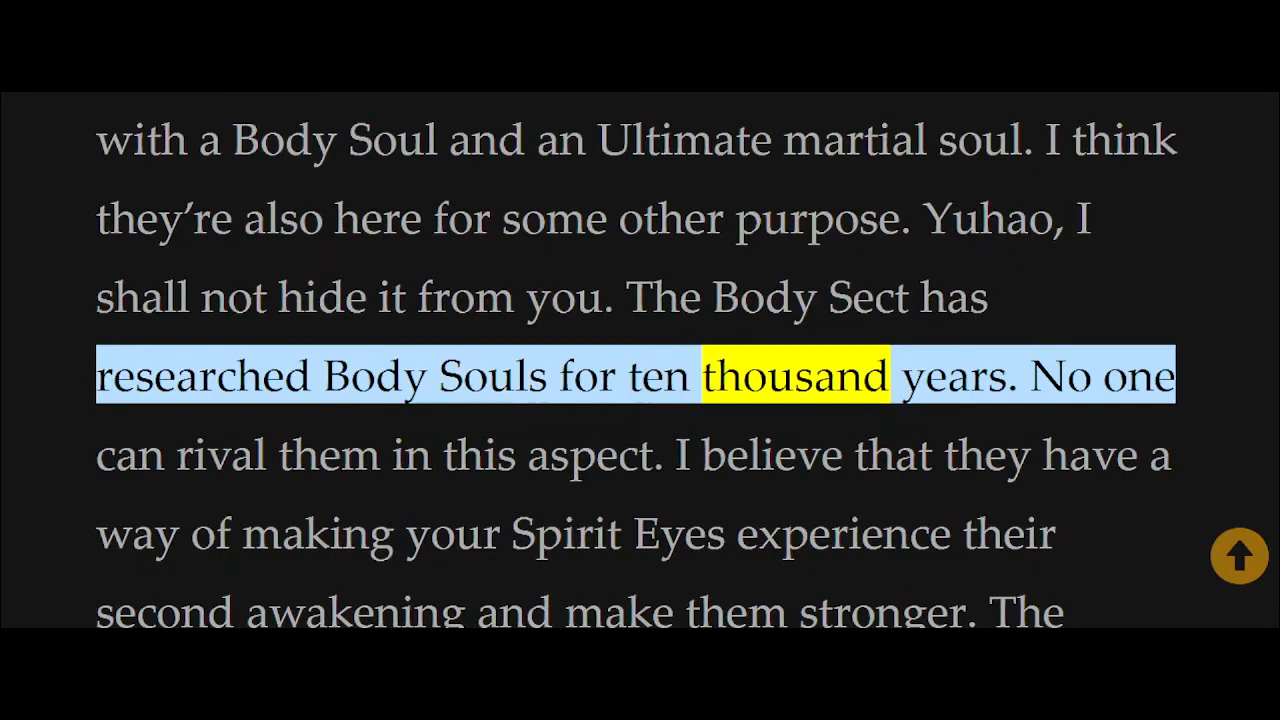 with a Body Soul and an Ultimate martial soul. I think
they’re also here for some other purpose. Yuhao, I
shall not hide it from you. The Body Sect has
researched Body Souls for ten thousand years. No one
can rival them in this aspect. I believe that they have a
way of making your Spirit Eyes experience their
second awakening and make them stronger. The